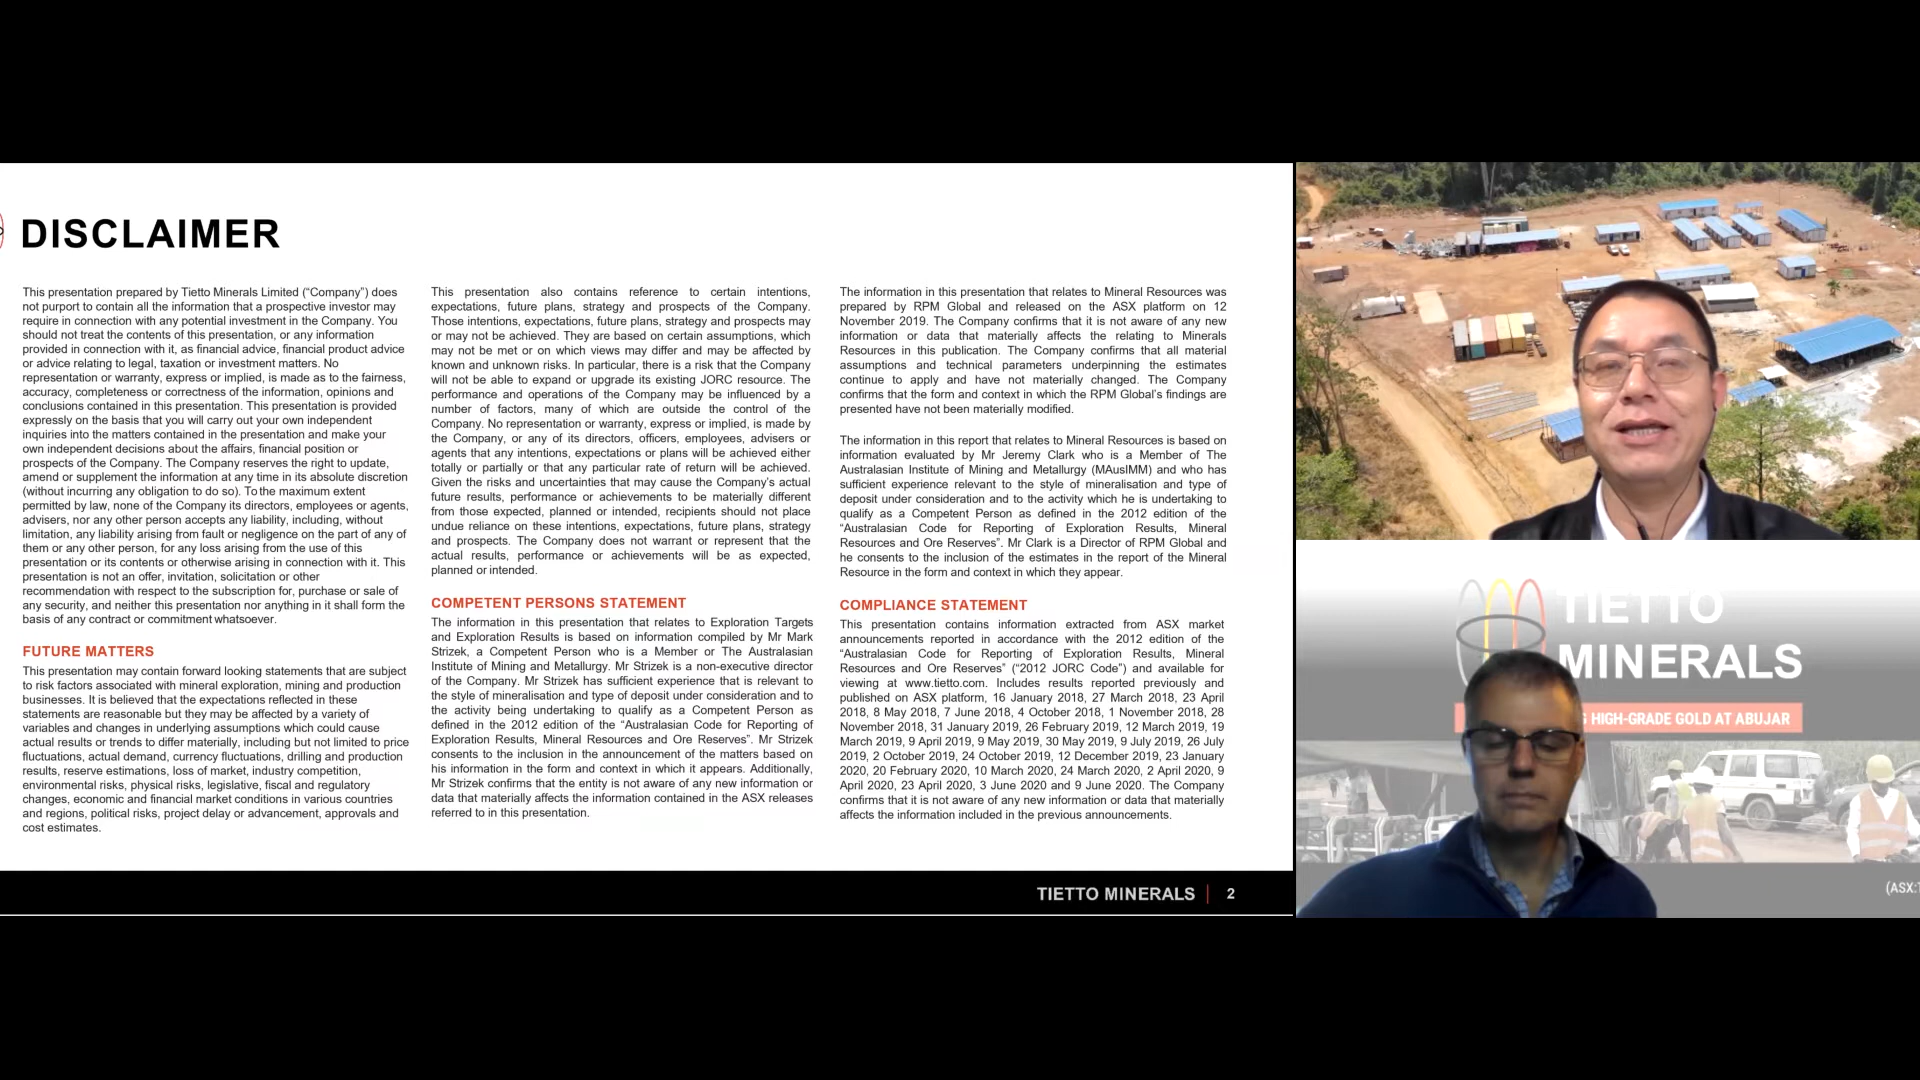 DISCLAIMER
This presentation prepared by Tietto Minerals Limited (“Company”) does
not purport to contain all the information that a prospective investor may
require in connection with any potential investment in the Company. You
should not treat the contents of this presentation, or any information
provided in connection with it, as financial advice, financial product advice
or advice relating to legal, taxation or investment matters. No
representation or warranty, express or implied, is made as to the fairness,
accuracy, completeness or correctness of the information, opinions and
conclusions contained in this presentation. This presentation is provided
expressly on the basis that you will carry out your own independent
inquiries into the matters contained in the presentation and make your
own independent decisions about the affairs, financial position or
prospects of the Company. The Company reserves the right to update,
amend or supplement the information at any time in its absolute discretion
(without incurring any obligation to do so). To the maximum extent
permitted by law, none of the Company its directors, employees or agents,
advisers, nor any other person accepts any liability, including, without
limitation, any liability arising from fault or negligence on the part of any of
them or any other person, for any loss arising from the use of this
presentation or its contents or otherwise arising in connection with it. This
presentation is not an offer, invitation, solicitation or other
recommendation with respect to the subscription for, purchase or sale of
any security, and neither this presentation nor anything in it shall form the
basis of any contract or commitment whatsoever.
FUTURE MATTERS
This presentation may contain forward looking statements that are subject
to risk factors associated with mineral exploration, mining and production
businesses. It is believed that the expectations reflected in these
statements are reasonable but they may be affected by a variety of
variables and changes in underlying assumptions which could cause
actual results or trends to differ materially, including but not limited to price
fluctuations, actual demand, currency fluctuations, drilling and production
results, reserve estimations, loss of market, industry competition,
environmental risks, physical risks, legislative, fiscal and regulatory
changes, economic and financial market conditions in various countries
and regions, political risks, project delay or advancement, approvals and
cost estimates.
This presentation also contains reference to certain intentions,
expectations, future plans, strategy and prospects of the Company.
Those intentions, expectations, future plans, strategy and prospects may
or may not be achieved. They are based on certain assumptions, which
may not be met or on which views may differ and may be affected by
known and unknown risks. In particular, there is a risk that the Company
will not be able to expand or upgrade its existing JORC resource. The
performance and operations of the Company may be influenced by a
number of factors, many of which are outside the control of the
Company. No representation or warranty, express or implied, is made by
the Company, or any of its directors, officers, employees, advisers or
agents that any intentions, expectations or plans will be achieved either
totally or partially or that any particular rate of return will be achieved.
Given the risks and uncertainties that may cause the Company’s actual
future results, performance or achievements to be materially different
from those expected, planned or intended, recipients should not place
undue reliance on these intentions, expectations, future plans, strategy
and prospects. The Company does not warrant or represent that the
actual results, performance or achievements will be as expected,
planned or intended.
COMPETENT PERSONS STATEMENT
The information in this presentation that relates to Exploration Targets
and Exploration Results is based on information compiled by Mr Mark
Strizek, a Competent Person who is a Member or The Australasian
Institute of Mining and Metallurgy. Mr Strizek is a non-executive director
of the Company. Mr Strizek has sufficient experience that is relevant to
the style of mineralisation and type of deposit under consideration and to
the activity being undertaking to qualify as a Competent Person as
defined in the 2012 edition of the “Australasian Code for Reporting of
Exploration Results, Mineral Resources and Ore Reserves”. Mr Strizek
consents to the inclusion in the announcement of the matters based on
his information in the form and context in which it appears. Additionally,
Mr Strizek confirms that the entity is not aware of any new information or
data that materially affects the information contained in the ASX releases
referred to in this presentation.
The information in this presentation that relates to Mineral Resources was
prepared by RPM Global and released on the ASX platform on 12
November 2019. The Company confirms that it is not aware of any new
information or data that materially affects the relating to Minerals
Resources in this publication. The Company confirms that all material
assumptions and technical parameters underpinning the estimates
continue to apply and have not materially changed. The Company
confirms that the form and context in which the RPM Global’s findings are
presented have not been materially modified.
The information in this report that relates to Mineral Resources is based on
information evaluated by Mr Jeremy Clark who is a Member of The
Australasian Institute of Mining and Metallurgy (MAusIMM) and who has
sufficient experience relevant to the style of mineralisation and type of
deposit under consideration and to the activity which he is undertaking to
qualify as a Competent Person as defined in the 2012 edition of the
“Australasian Code for Reporting of Exploration Results, Mineral
Resources and Ore Reserves”. Mr Clark is a Director of RPM Global and
he consents to the inclusion of the estimates in the report of the Mineral
Resource in the form and context in which they appear.
COMPLIANCE STATEMENT
This presentation contains information extracted from ASX market
announcements reported in accordance with the 2012 edition of the
“Australasian Code for Reporting of Exploration Results, Mineral
Resources and Ore Reserves” (“2012 JORC Code”) and available for
viewing at www.tietto.com. Includes results reported previously and
published on ASX platform, 16 January 2018, 27 March 2018, 23 April
2018, 8 May 2018, 7 June 2018, 4 October 2018, 1 November 2018, 28
November 2018, 31 January 2019, 26 February 2019, 12 March 2019, 19
March 2019, 9 April 2019, 9 May 2019, 30 May 2019, 9 July 2019, 26 July
2019, 2 October 2019, 24 October 2019, 12 December 2019, 23 January
2020, 20 February 2020, 10 March 2020, 24 March 2020, 2 April 2020, 9
April 2020, 23 April 2020, 3 June 2020 and 9 June 2020. The Company
confirms that it is not aware of any new information or data that materially
affects the information included in the previous announcements.
TIETTO MINERALS | 2
TIETTO
MINERALS
HIGH-GRADE GOLD AT ABUJAR
(ASX:T